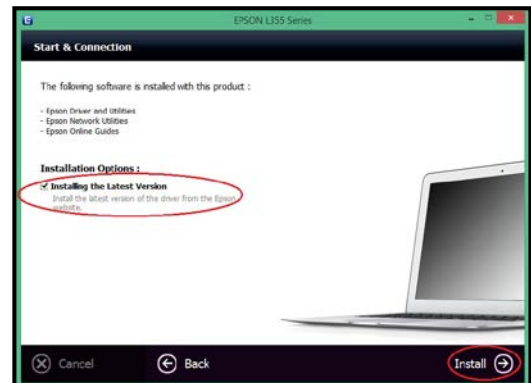 EPSON L355 Series
Start & Connection
The following software is installed with this product :
- Epson Driver and Utilities
- Epson Network Utilities
- Epson Online Guides
Installation Options :
Installing the Latest Version
Install the latest version of the driver from the Epson
website.
Cancel
Back
Install